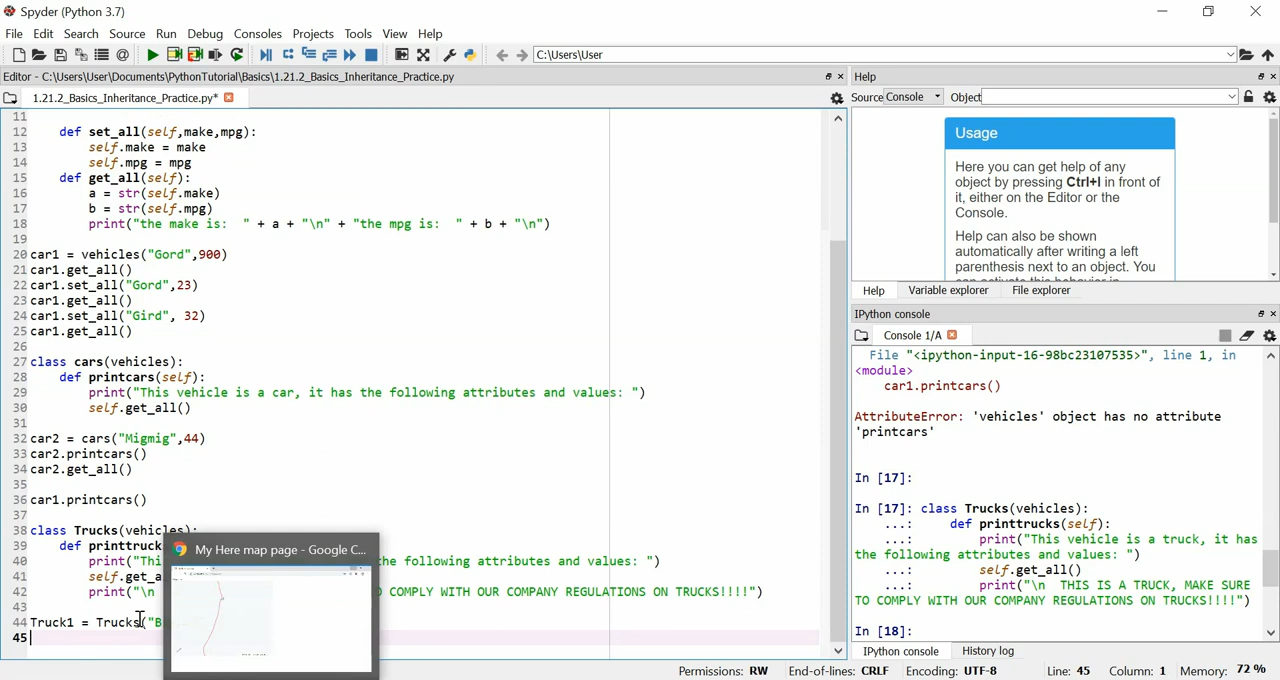 Spyder (Python 3.7)
File Edit Search Source Run Debug Consoles Projects Tools View Help
C:\Users\User
Editor - C:\Users\User\Documents\PythonTutorial\Basics\1.21.2_Basics_Inheritance_Practice.py
1.21.2_Basics_Inheritance_Practice.py*
11
12 def set_all(self,make,mpg):
13 self.make = make
14 self.mpg = mpg
15 def get_all(self):
16 a = str(self.make)
17 b = str(self.mpg)
18 print("the make is:  " + a + "\n" + "the mpg is:  " + b + "\n")
19
20 car1 = vehicles("Gord",900)
21 car1.get_all()
22 car1.set_all("Gord",23)
23 car1.get_all()
24 car1.set_all("Gird", 32)
25 car1.get_all()
26
27 class cars(vehicles):
28 def printcars(self):
29 print("This vehicle is a car, it has the following attributes and values: ")
30 self.get_all()
31
32 car2 = cars("Migmig",44)
33 car2.printcars()
34 car2.get_all()
35
36 car1.printcars()
37
38 class Trucks(vehicles):
39 def printtruck
40 print("Thi the following attributes and values: ")
41 self.get_a
42 print("\n COMPLY WITH OUR COMPANY REGULATIONS ON TRUCKS!!!!")
43
44 Truck1 = Trucks("B
45
My Here map page - Google C...
Help
Source Console Object
Usage
Here you can get help of any
object by pressing Ctrl+I in front of
it, either on the Editor or the
Console.
Help can also be shown
automatically after writing a left
parenthesis next to an object. You
can activate this behavior in
Help Variable explorer File explorer
IPython console
Console 1/A
File "<ipython-input-16-98bc23107535>", line 1, in
<module>
car1.printcars()
AttributeError: 'vehicles' object has no attribute
'printcars'
In [17]:
In [17]: class Trucks(vehicles):
...: def printtrucks(self):
...: print("This vehicle is a truck, it has
the following attributes and values: ")
...: self.get_all()
...: print("\n  THIS IS A TRUCK, MAKE SURE
TO COMPLY WITH OUR COMPANY REGULATIONS ON TRUCKS!!!!")
In [18]:
IPython console History log
Permissions: RW End-of-lines: CRLF Encoding: UTF-8 Line: 45 Column: 1 Memory: 72 %